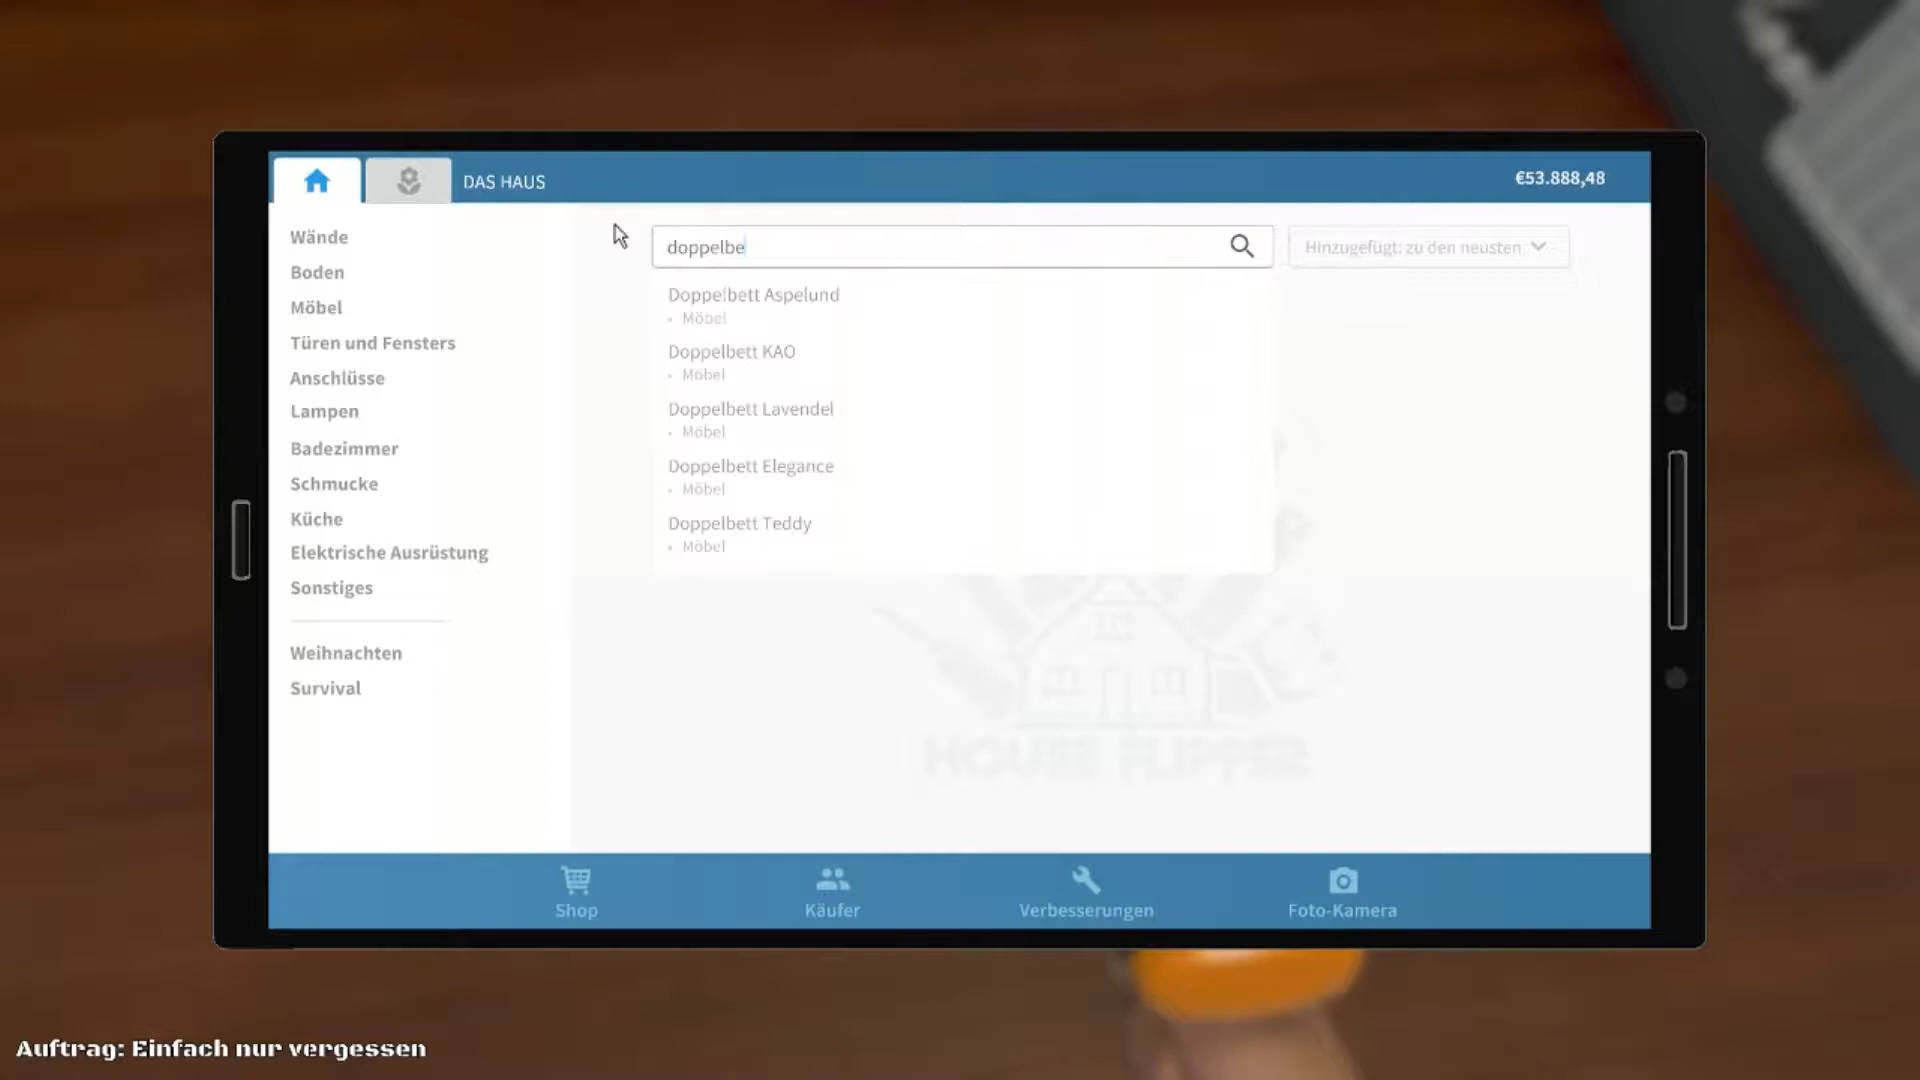 DAS HAUS
€53.888,48
Wände
Boden
Möbel
Türen und Fensters
Anschlüsse
Lampen
Badezimmer
Schmucke
Küche
Elektrische Ausrüstung
Sonstiges
Weihnachten
Survival
doppelbe
Hinzugefügt: zu den neusten
Doppelbett Aspelund
• Möbel
Doppelbett KAO
• Möbel
Doppelbett Lavendel
• Möbel
Doppelbett Elegance
• Möbel
Doppelbett Teddy
• Möbel
HOUSE FLIPPER
Shop
Käufer
Verbesserungen
Foto-Kamera
Auftrag: Einfach nur vergessen